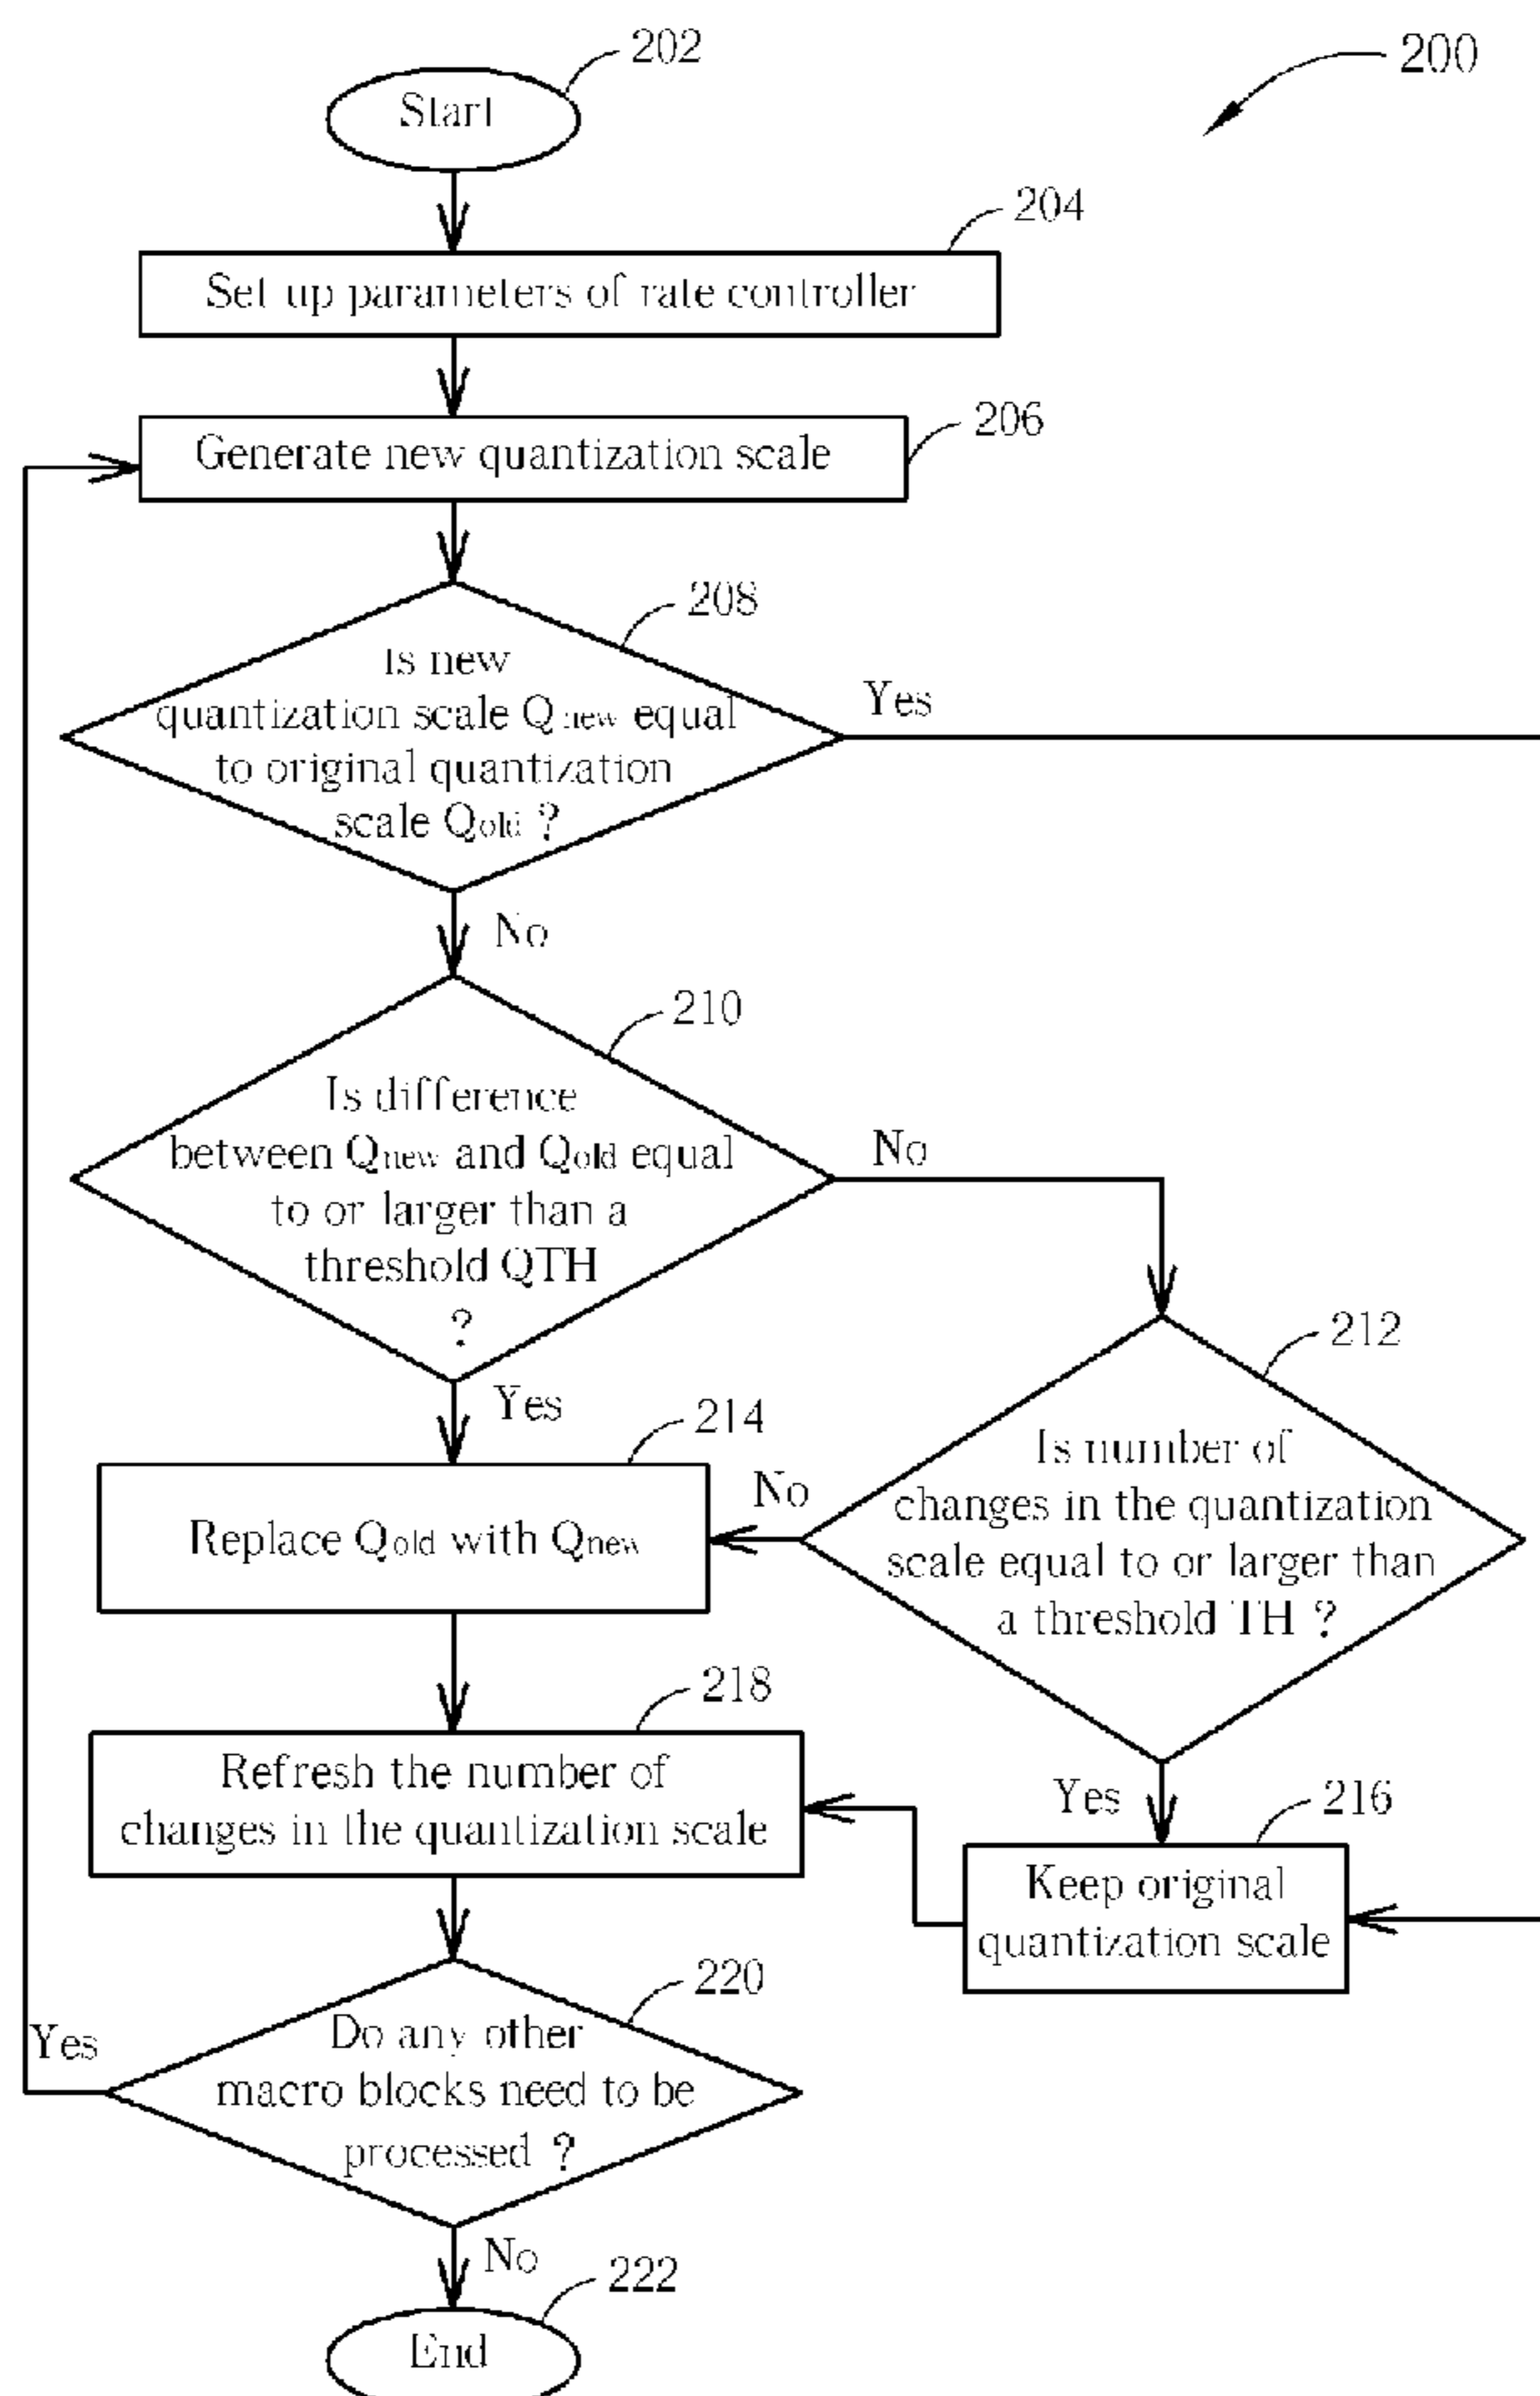 202
200
Start
204
Set up parameters of rate controller
206
Generate new quantization scale
208
Is new
quantization scale Qnew equal
to original quantization
scale Qold ?
Yes
No
210
Is difference
between Qnew and Qold equal
to or larger than a
threshold QTH
?
No
Yes
212
Is number of
changes in the quantization
scale equal to or larger than
a threshold TH ?
No
Yes
214
Replace Qold with Qnew
218
Refresh the number of
changes in the quantization scale
216
Keep original
quantization scale
220
Do any other
macro blocks need to be
processed ?
Yes
No
222
End